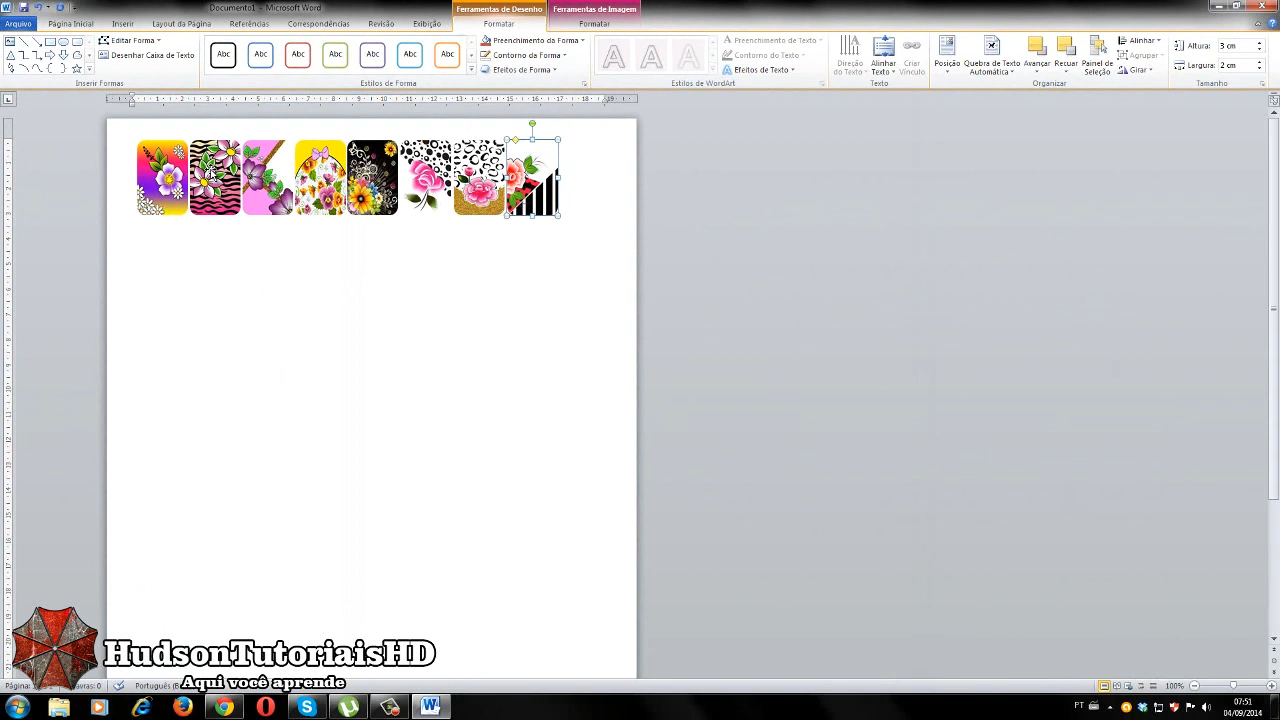 Documento1 - Microsoft Word
Ferramentas de Desenho
Ferramentas de Imagem
Arquivo
Página Inicial
Inserir
Layout da Página
Referências
Correspondências
Revisão
Exibição
Formatar
Formatar
Editar Forma
Desenhar Caixa de Texto
Inserir Formas
Abc
Abc
Abc
Abc
Abc
Abc
Abc
Preenchimento da Forma
Contorno da Forma
Efeitos de Forma
Estilos de Forma
A
A
A
Preenchimento de Texto
Contorno do Texto
Efeitos de Texto
Estilos de WordArt
Direção do Texto
Alinhar Texto
Criar Vínculo
Texto
Posição
Quebra de Texto Automática
Avançar
Recuar
Painel de Seleção
Alinhar
Agrupar
Girar
Organizar
Altura: 3 cm
Largura: 2 cm
Tamanho
HudsonTutoriaisHD
Aqui você aprende
Página:
Palavras: 0
Português
100%
PT
07:51
04/09/2014